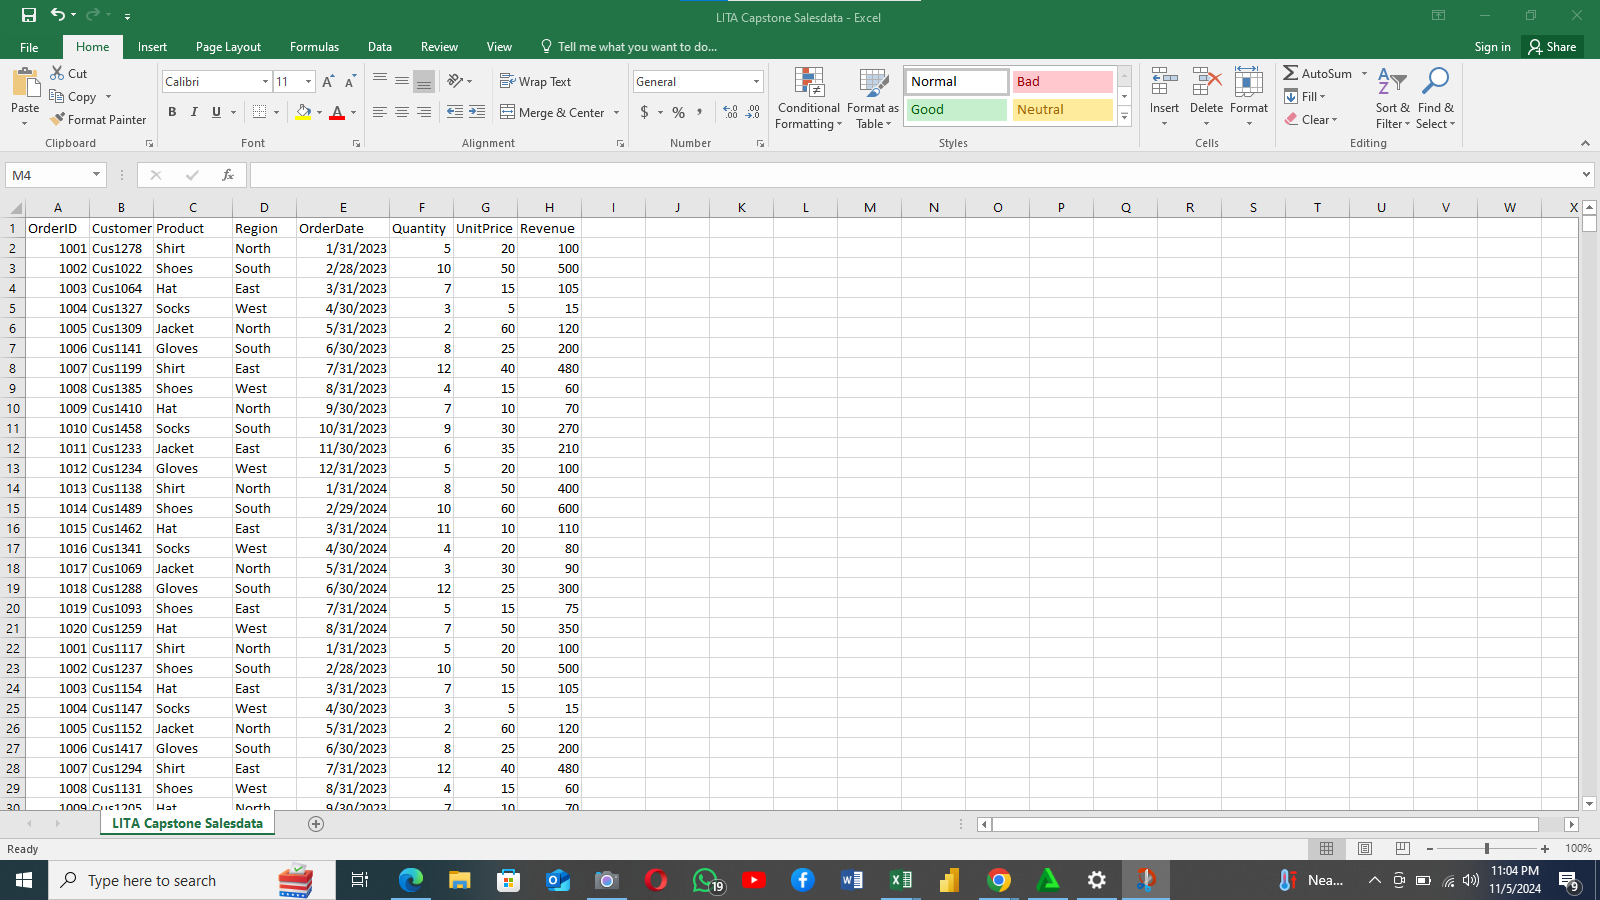 LITA Capstone Salesdata - Excel
File Home Insert Page Layout Formulas Data Review View Tell me what you want to do... Sign in Share
Paste Cut Copy Format Painter Clipboard
Calibri 11 A A B I U A Font
Wrap Text Merge & Center Alignment
General $ % , .00 Number
Conditional Formatting Format as Table Normal Bad Good Neutral Styles
Insert Delete Format Cells
AutoSum Fill Clear Sort & Filter Find & Select Editing
M4 fx
A B C D E F G H I J K L M N O P Q R S T U V W X
1 OrderID Customer Product Region OrderDate Quantity UnitPrice Revenue
2 1001 Cus1278 Shirt North 1/31/2023 5 20 100
3 1002 Cus1022 Shoes South 2/28/2023 10 50 500
4 1003 Cus1064 Hat East 3/31/2023 7 15 105
5 1004 Cus1327 Socks West 4/30/2023 3 5 15
6 1005 Cus1309 Jacket North 5/31/2023 2 60 120
7 1006 Cus1141 Gloves South 6/30/2023 8 25 200
8 1007 Cus1199 Shirt East 7/31/2023 12 40 480
9 1008 Cus1385 Shoes West 8/31/2023 4 15 60
10 1009 Cus1410 Hat North 9/30/2023 7 10 70
11 1010 Cus1458 Socks South 10/31/2023 9 30 270
12 1011 Cus1233 Jacket East 11/30/2023 6 35 210
13 1012 Cus1234 Gloves West 12/31/2023 5 20 100
14 1013 Cus1138 Shirt North 1/31/2024 8 50 400
15 1014 Cus1489 Shoes South 2/29/2024 10 60 600
16 1015 Cus1462 Hat East 3/31/2024 11 10 110
17 1016 Cus1341 Socks West 4/30/2024 4 20 80
18 1017 Cus1069 Jacket North 5/31/2024 3 30 90
19 1018 Cus1288 Gloves South 6/30/2024 12 25 300
20 1019 Cus1093 Shoes East 7/31/2024 5 15 75
21 1020 Cus1259 Hat West 8/31/2024 7 50 350
22 1001 Cus1117 Shirt North 1/31/2023 5 20 100
23 1002 Cus1237 Shoes South 2/28/2023 10 50 500
24 1003 Cus1154 Hat East 3/31/2023 7 15 105
25 1004 Cus1147 Socks West 4/30/2023 3 5 15
26 1005 Cus1152 Jacket North 5/31/2023 2 60 120
27 1006 Cus1417 Gloves South 6/30/2023 8 25 200
28 1007 Cus1294 Shirt East 7/31/2023 12 40 480
29 1008 Cus1131 Shoes West 8/31/2023 4 15 60
30 1009 Cus1205 Hat North 9/30/2023 7 10 70
LITA Capstone Salesdata
Ready 100%
Type here to search 19 Nea... 11:04 PM
11/5/2024 9